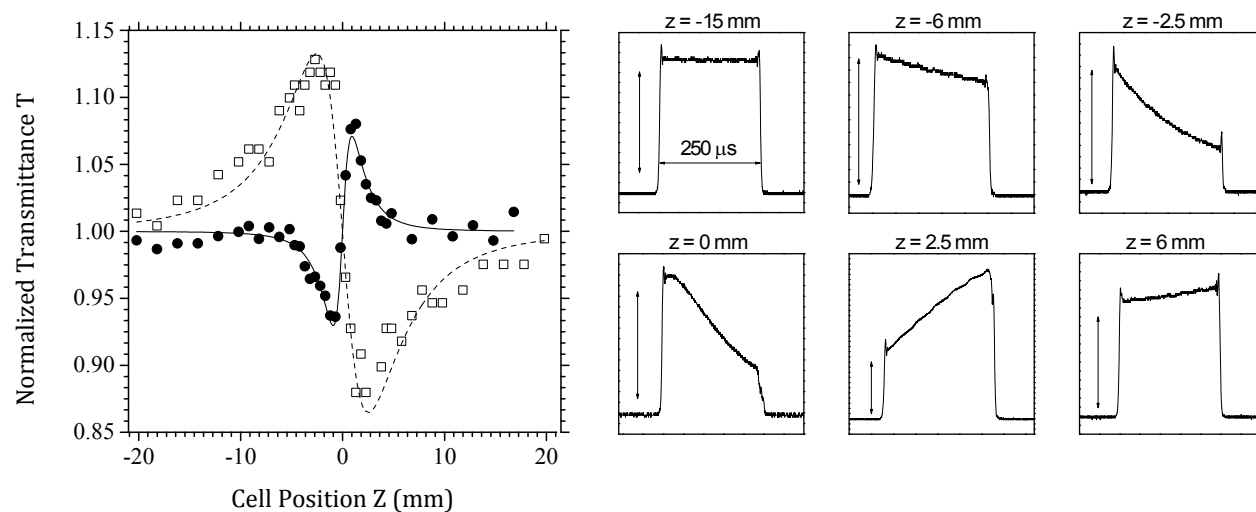 Normalized Transmittance T
1.15
1.10
1.05
1.00
0.95
0.90
0.85
-20
-10
0
10
20
Cell Position Z (mm)
z = -15 mm
z = -6 mm
z = -2.5 mm
250 μs
z = 0 mm
z = 2.5 mm
z = 6 mm